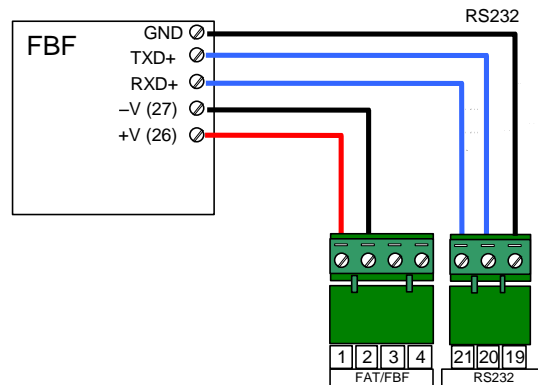 RS232
FBF
GND
TXD+
RXD+
–V (27)
+V (26)
1 2 3 4
FAT/FBF
21 20 19
RS232